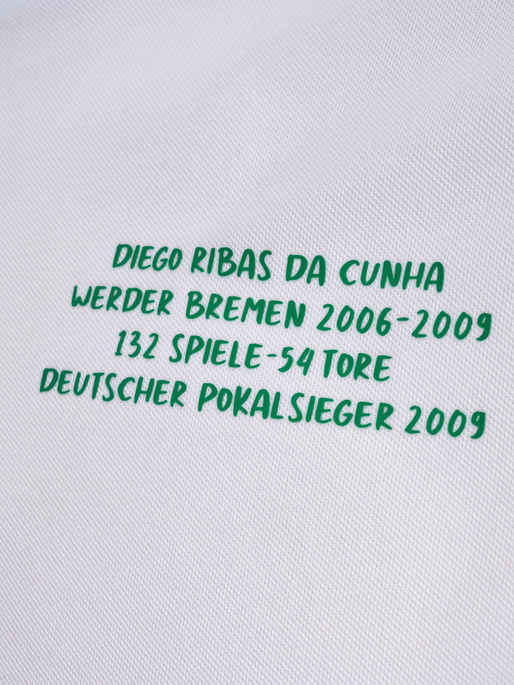 DIEGO RIBAS DA CUNHA
WERDER BREMEN 2006-2009
132 SPIELE-54 TORE
DEUTSCHER POKALSIEGER 2009